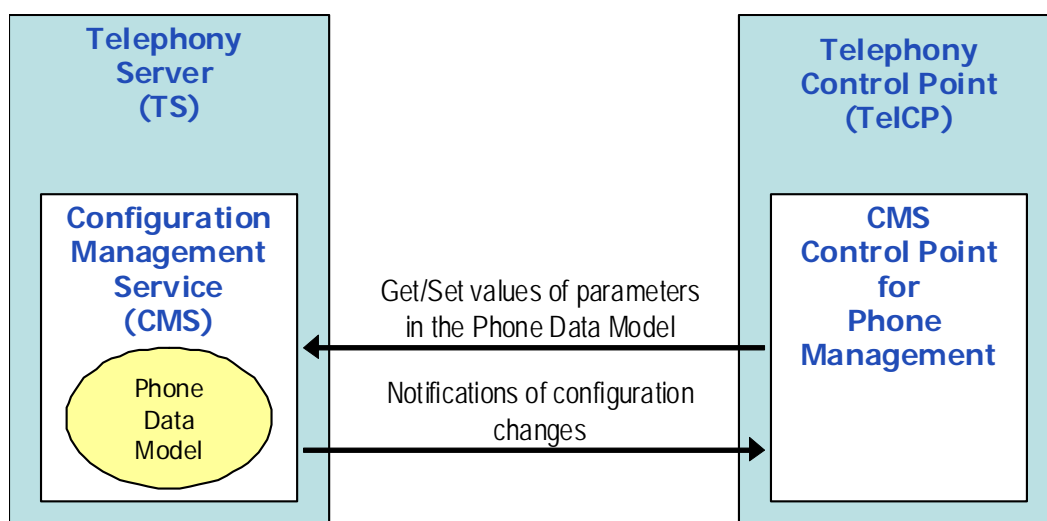 Telephony
Server
(TS)
Telephony
Control Point
(TelCP)
Configuration
Management
Service
(CMS)
Phone
Data
Model
Get/Set values of parameters
in the Phone Data Model
Notifications of configuration
changes
CMS
Control Point
for
Phone
Management